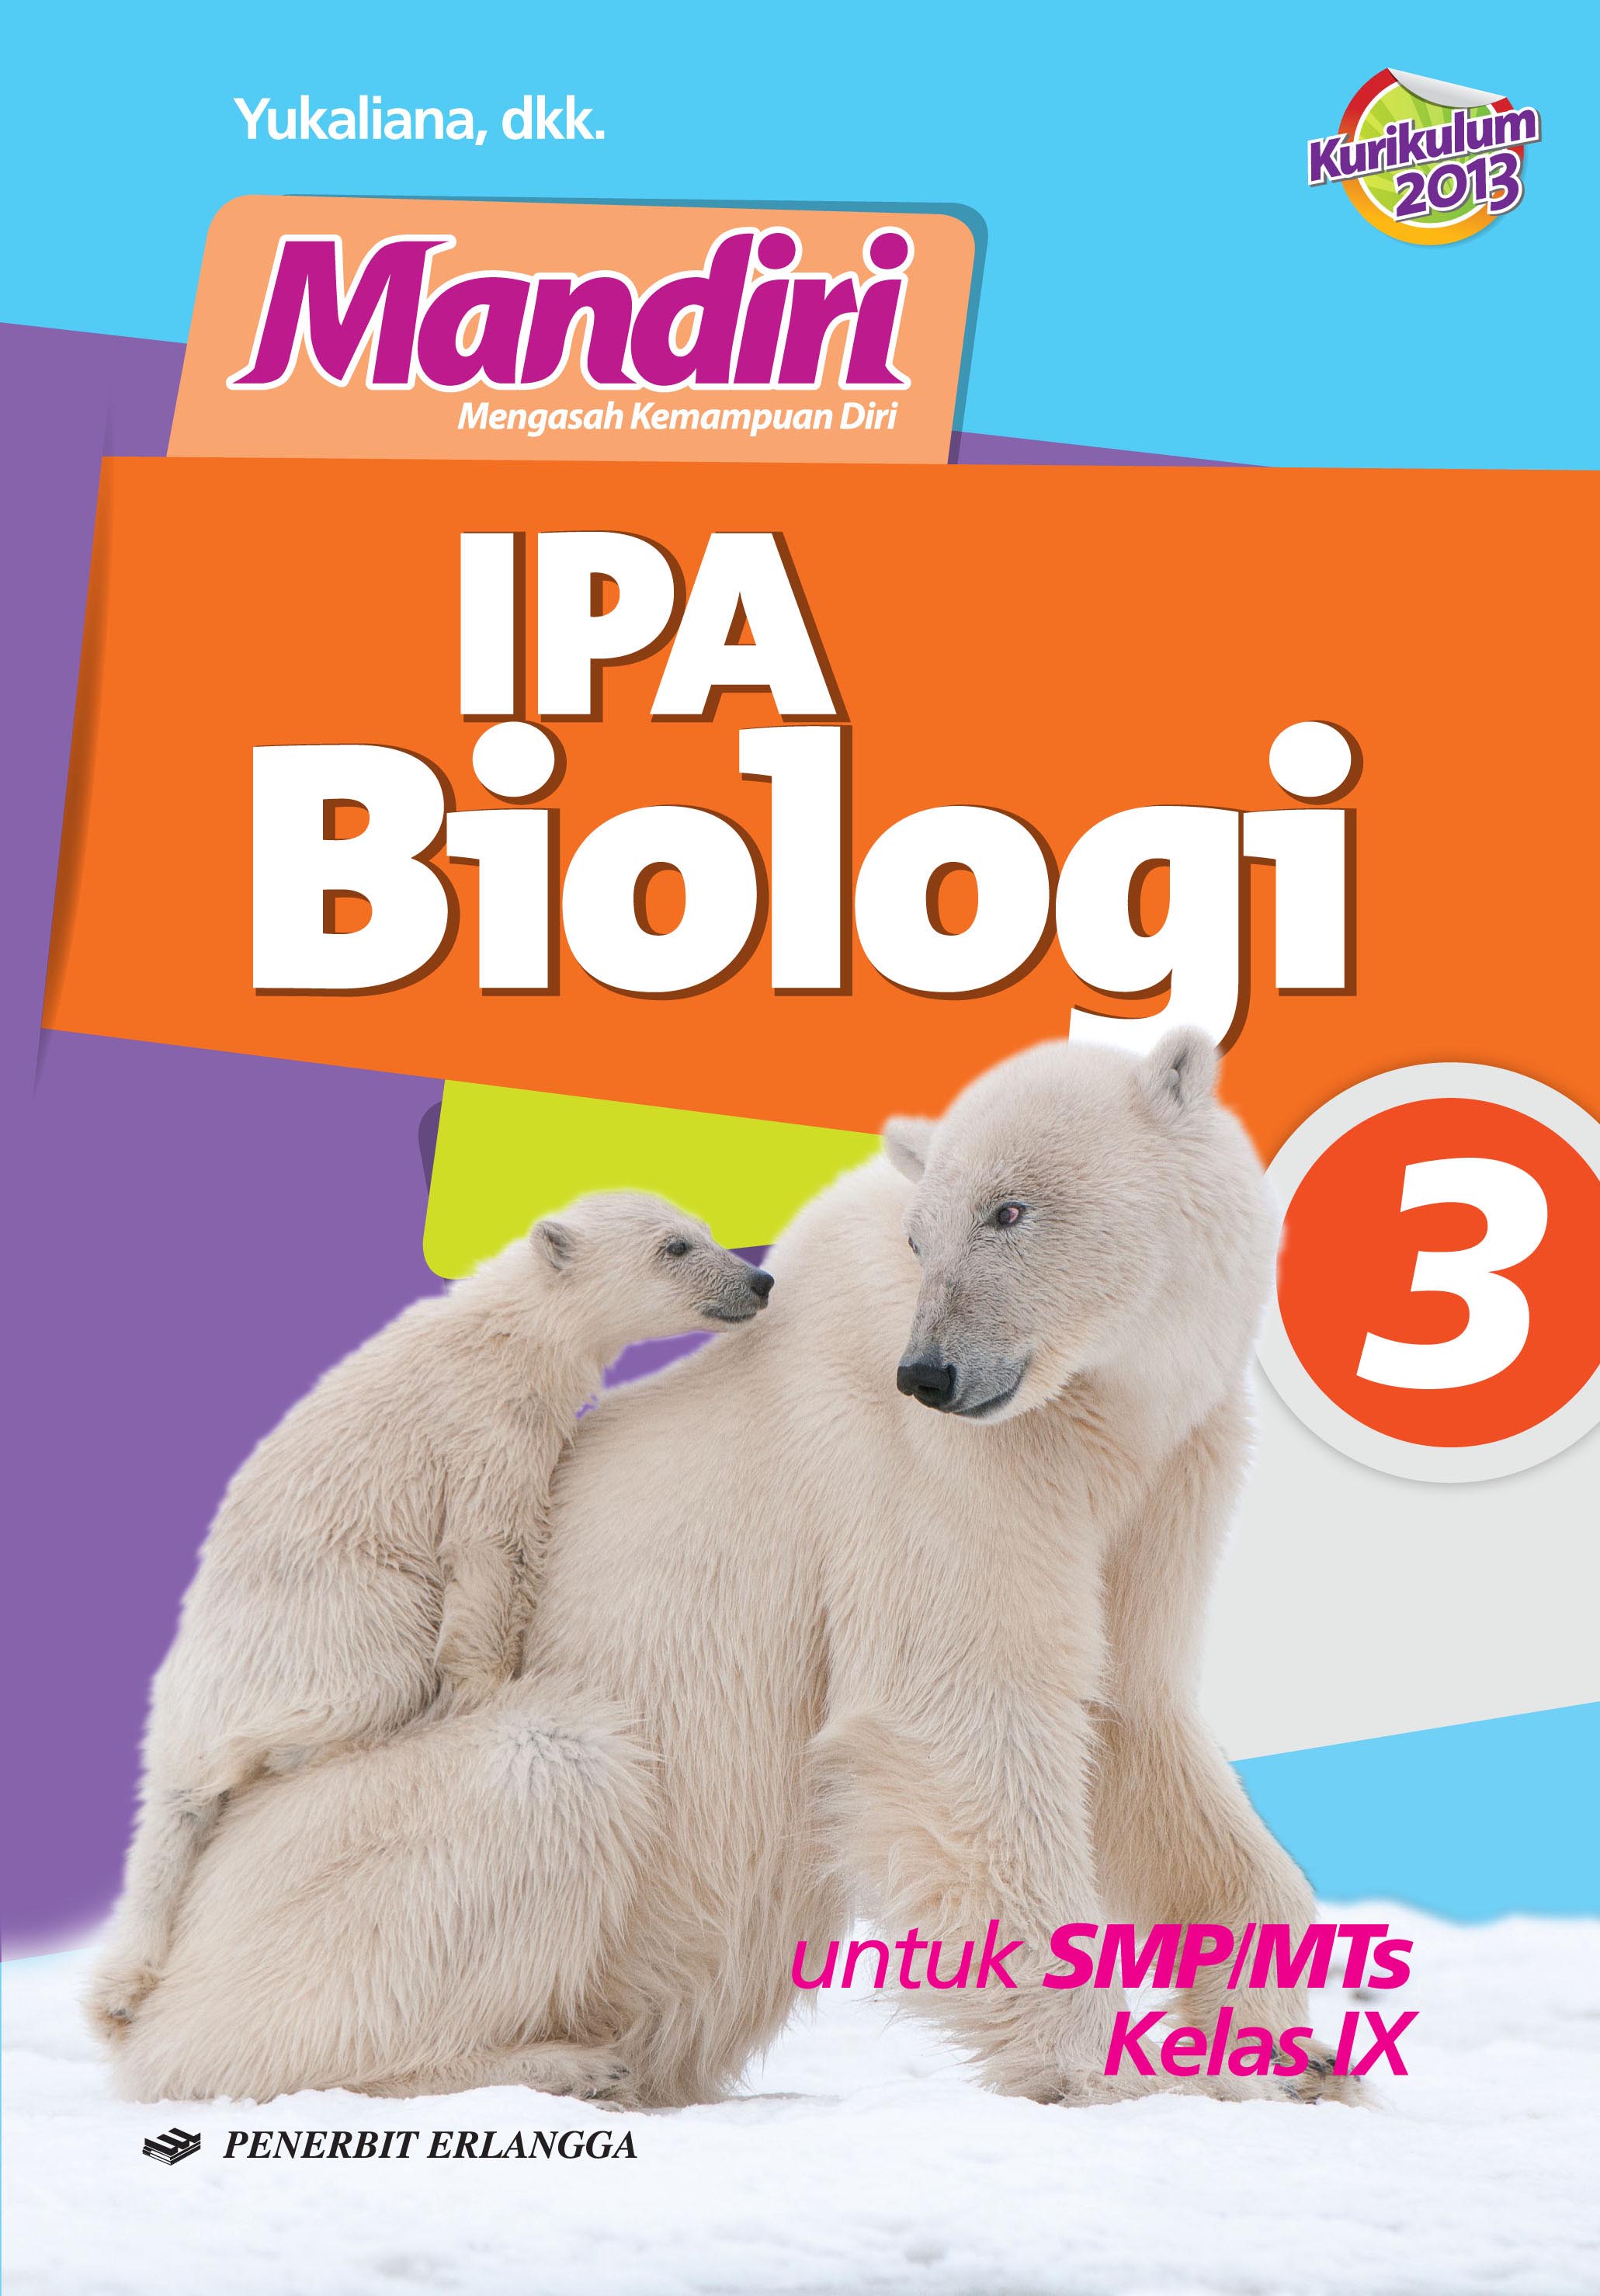 Yukaliana, dkk.
Kurikulum
2013
Mandiri
Mengasah Kemampuan Diri
IPA
Biologi
3
untuk SMP/MTs
Kelas IX
PENERBIT ERLANGGA